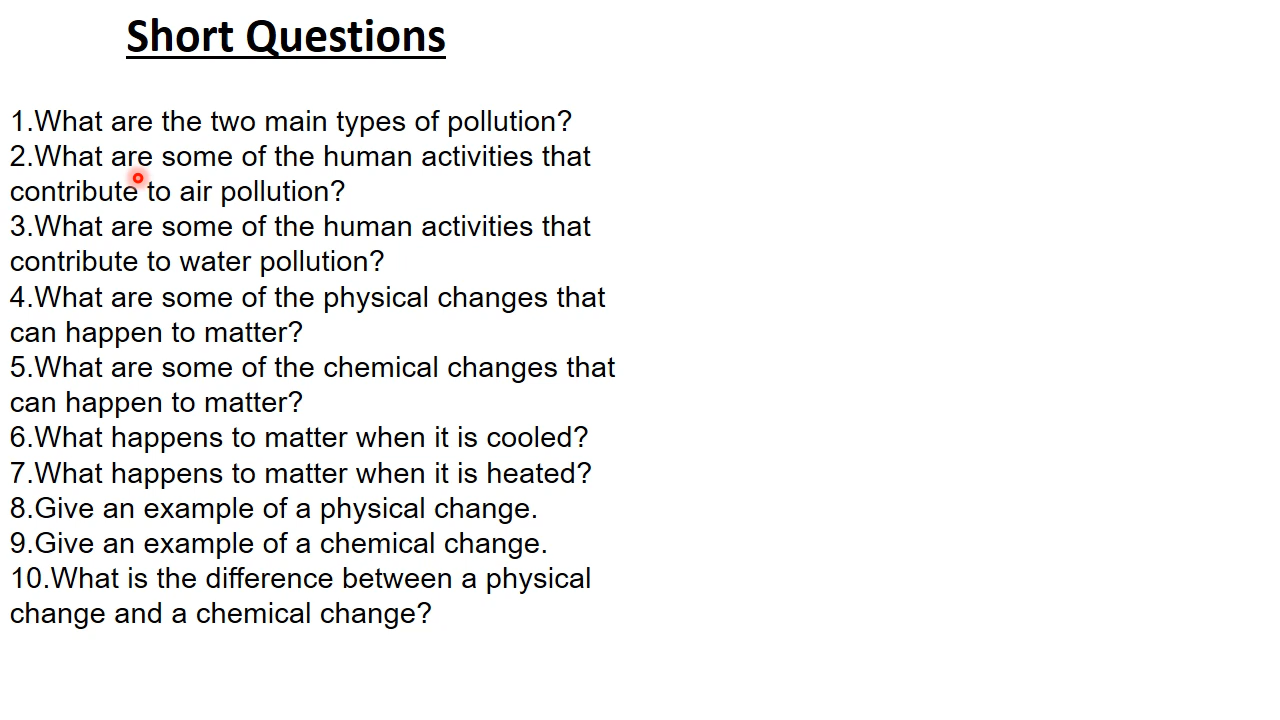 Short Questions
1.What are the two main types of pollution?
2.What are some of the human activities that
contribute to air pollution?
3.What are some of the human activities that
contribute to water pollution?
4.What are some of the physical changes that
can happen to matter?
5.What are some of the chemical changes that
can happen to matter?
6.What happens to matter when it is cooled?
7.What happens to matter when it is heated?
8.Give an example of a physical change.
9.Give an example of a chemical change.
10.What is the difference between a physical
change and a chemical change?